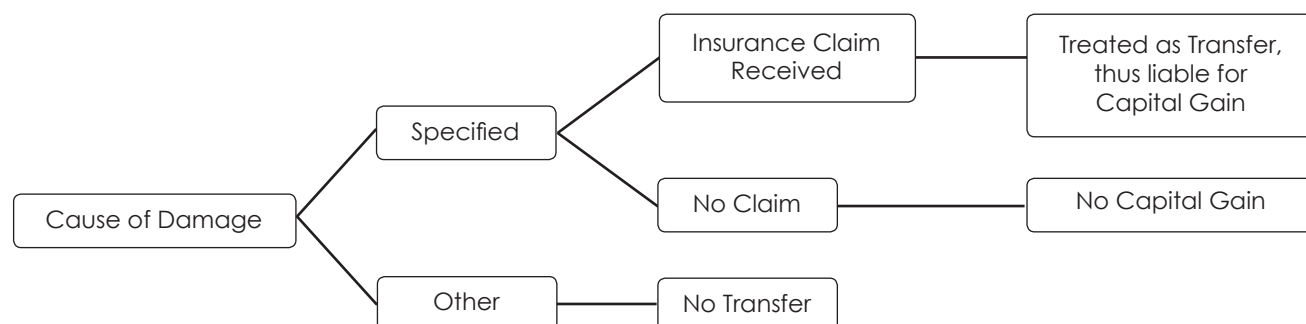 Cause of Damage
Specified
Insurance Claim
Received
Treated as Transfer,
thus liable for
Capital Gain
No Claim
No Capital Gain
Other
No Transfer